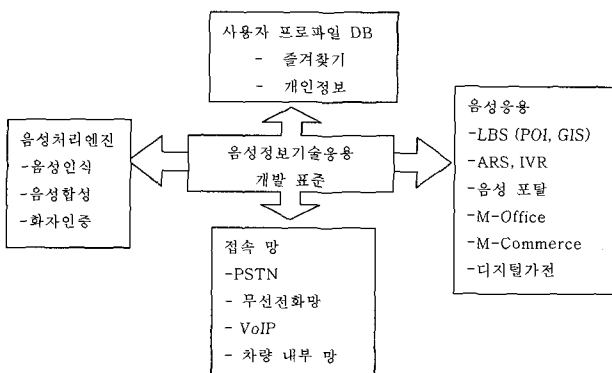 사용자 프로파일 DB
- 즐겨찾기
- 개인정보
음성처리엔진
-음성인식
-음성합성
-화자인증
음성정보기술응용
개발 표준
음성응용
-LBS (POI, GIS)
-ARS, IVR
-음성 포탈
-M-Office
-M-Commerce
-디지털가전
접속 망
-PSTN
- 무선전화망
- VoIP
- 차량 내부 망